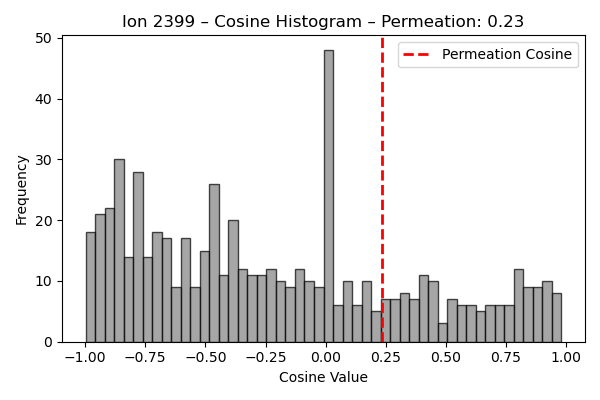 Ion 2399 – Cosine Histogram – Permeation: 0.23
Permeation Cosine
50
40
30
20
10
0
Frequency
−1.00 −0.75 −0.50 −0.25 0.00 0.25 0.50 0.75 1.00
Cosine Value